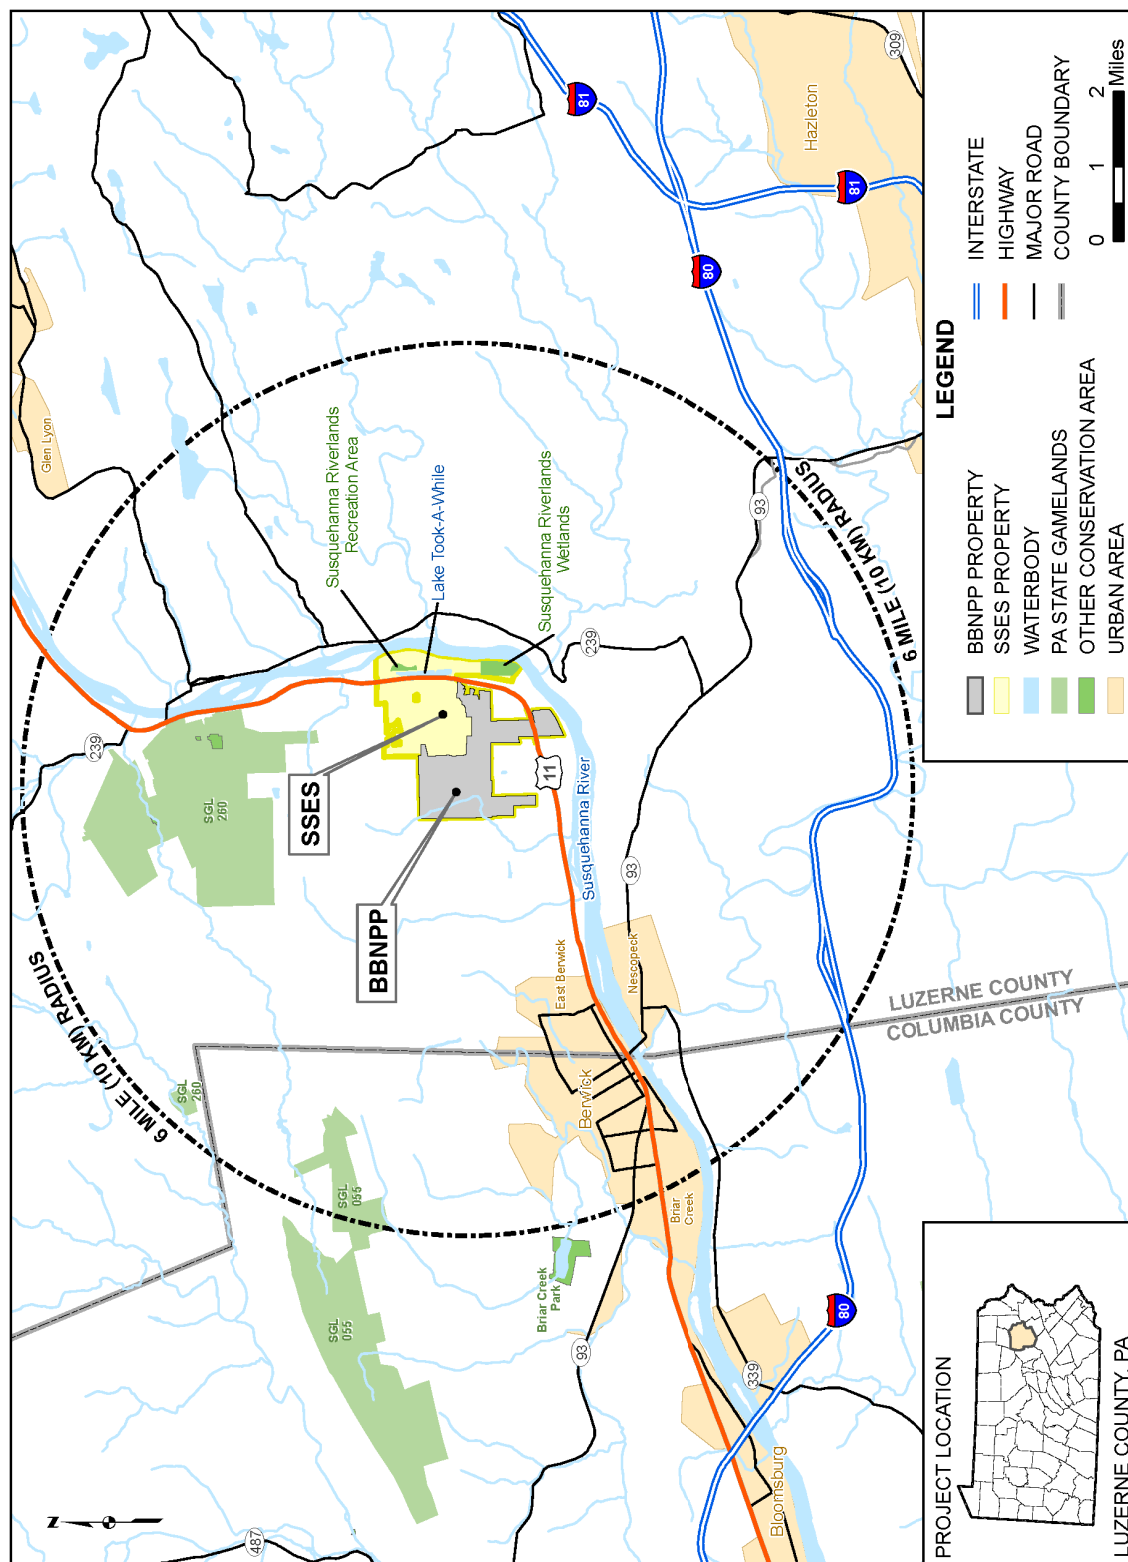 N
487
SGL
055
SGL
055
SGL
260
6 MILE (10 KM) RADIUS
239
SGL
260
Glen Lyon
Susquehanna Riverlands
Recreation Area
Lake Took-A-While
Susquehanna Riverlands
Wetlands
SSES
BBNPP
11
Susquehanna River
239
93
93
Briar Creek
Park
93
East Berwick
Berwick
Nescopeck
Briar
Creek
339
Bloomsburg
80
LUZERNE COUNTY
COLUMBIA COUNTY
6 MILE (10 KM) RADIUS
80
81
81
Hazleton
309
PROJECT LOCATION
LUZERNE COUNTY, PA
LEGEND
BBNPP PROPERTY
SSES PROPERTY
WATERBODY
PA STATE GAMELANDS
OTHER CONSERVATION AREA
URBAN AREA
INTERSTATE
HIGHWAY
MAJOR ROAD
COUNTY BOUNDARY
0 1 2
Miles